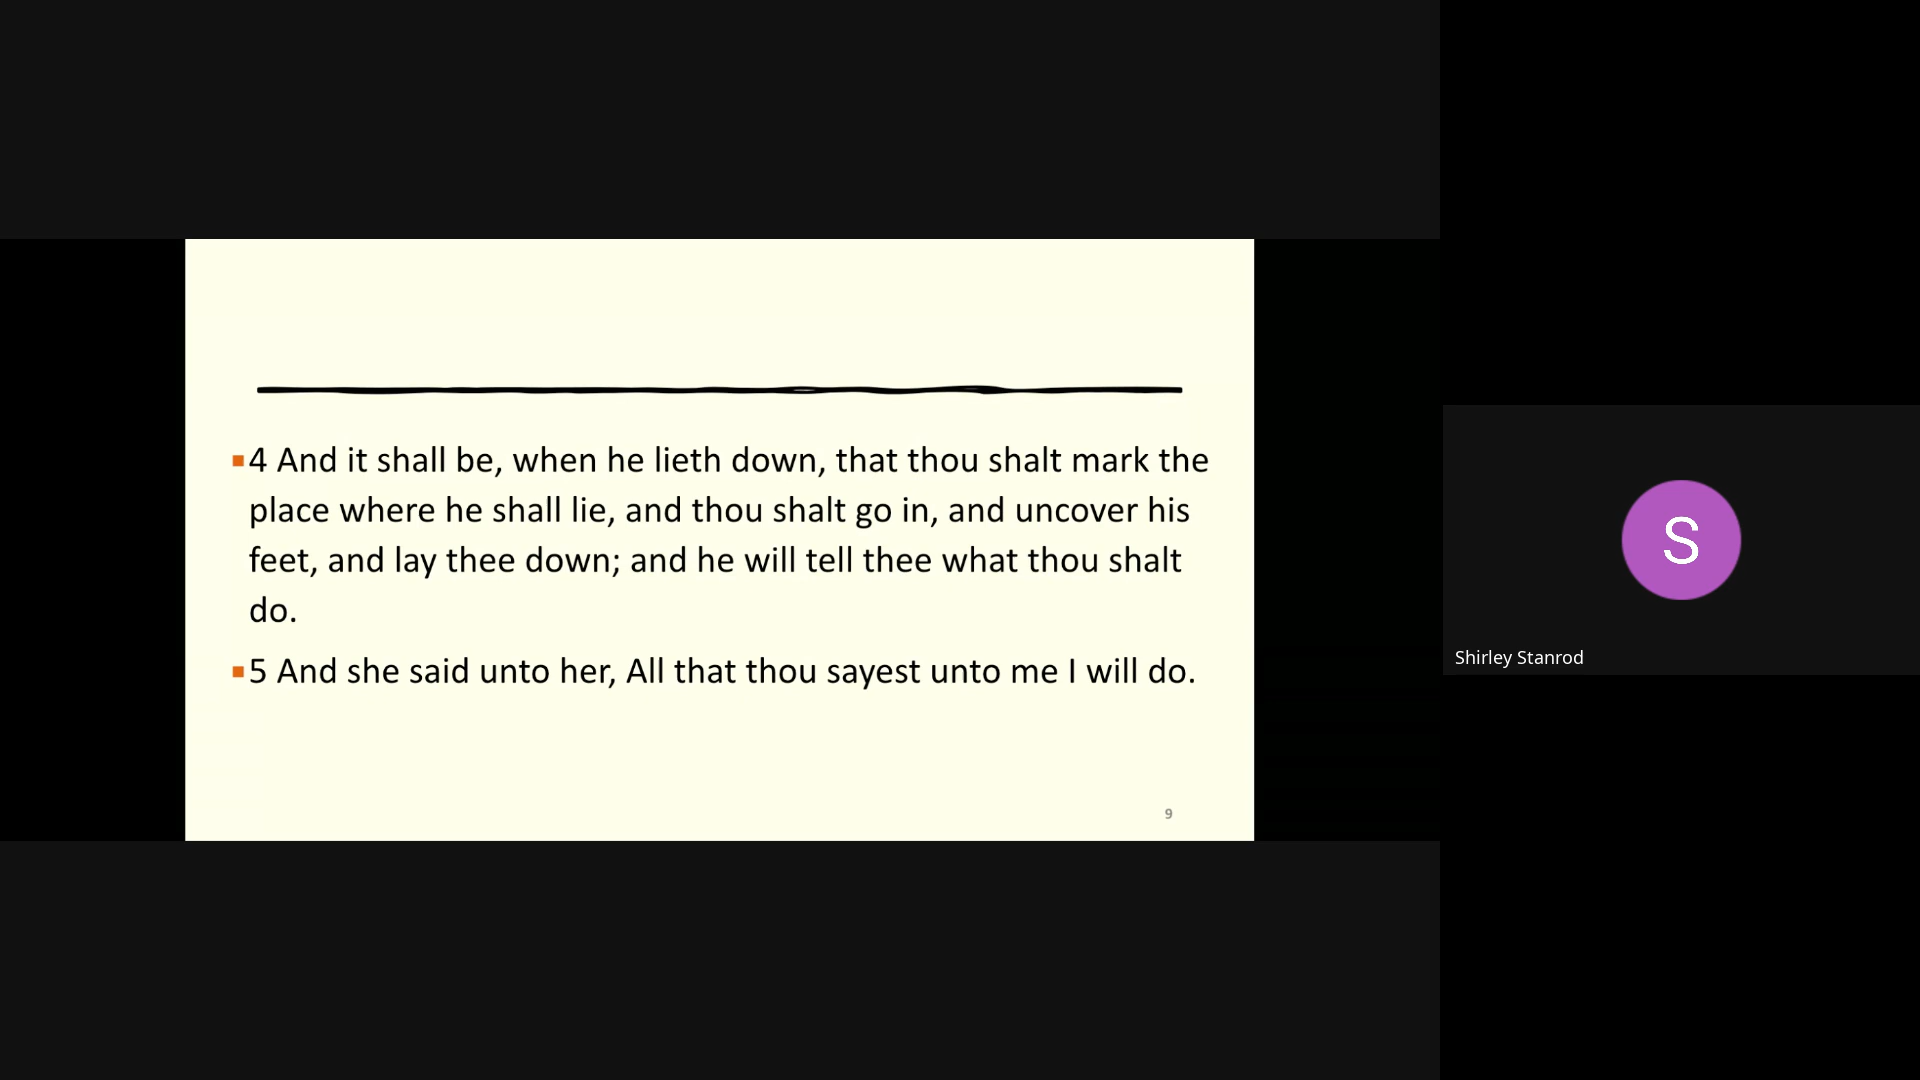 4 And it shall be, when he lieth down, that thou shalt mark the
place where he shall lie, and thou shalt go in, and uncover his
feet, and lay thee down; and he will tell thee what thou shalt
do.
5 And she said unto her, All that thou sayest unto me I will do.
9
S
Shirley Stanrod